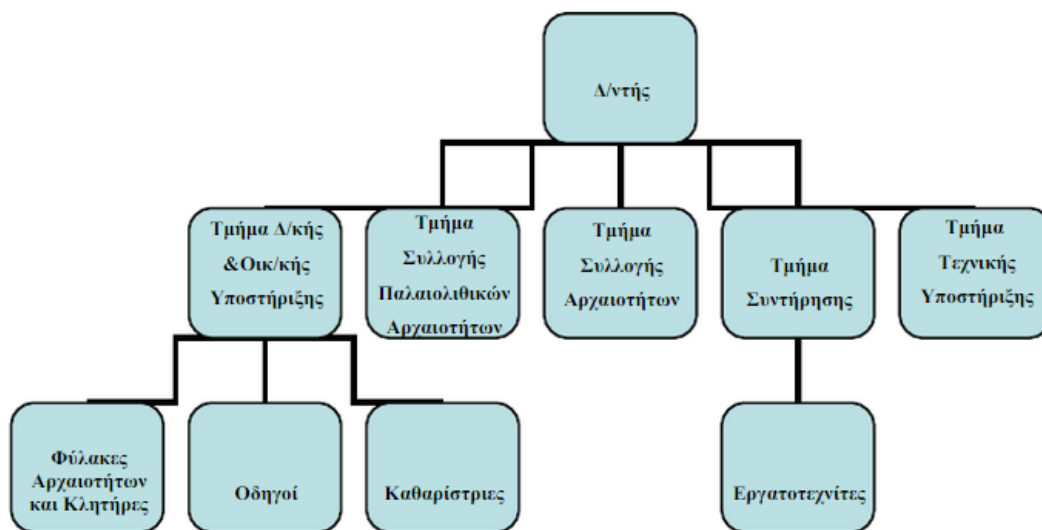 Δ/ντής
Τμήμα Δ/κής
&Οικ/κής
Υποστήριξης
Τμήμα
Συλλογής
Παλαιολιθικών
Αρχαιοτήτων
Τμήμα
Συλλογής
Αρχαιοτήτων
Τμήμα
Συντήρησης
Τμήμα
Τεχνικής
Υποστήριξης
Φύλακες
Αρχαιοτήτων
και Κλητήρες
Οδηγοί
Καθαρίστριες
Εργατοτεχνίτες